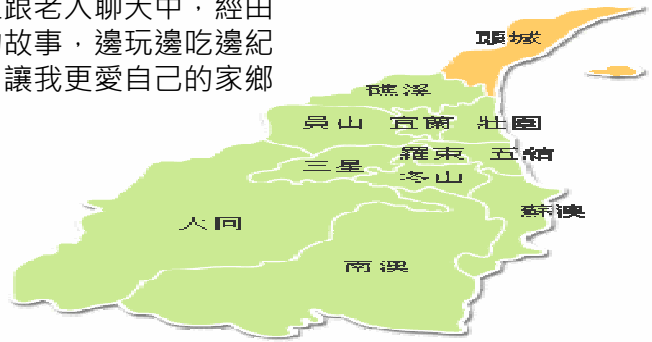 跟老人聊天中，經由
故事，邊玩邊吃邊紀
讓我更愛自己的家鄉
頭城
礁溪
員山 宜蘭 壯圍
羅東 五結
三星
冬山
蘇澳
大同
南澳